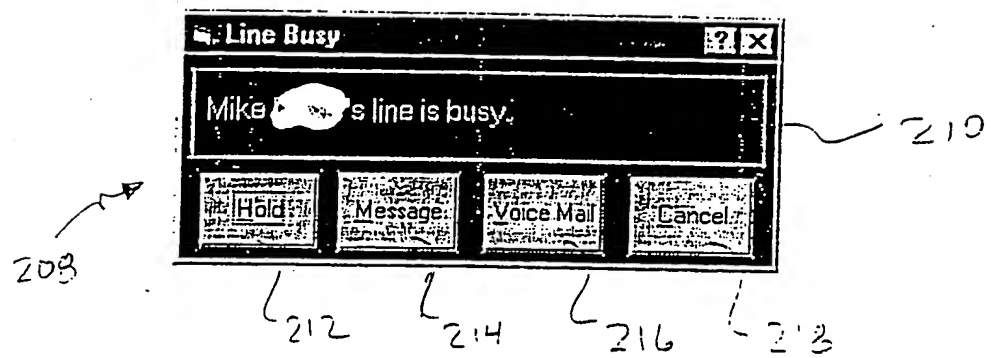 Line Busy ? X
Mike 's line is busy.
210
Hold Message Voice Mail Cancel
208
212 214 216 218